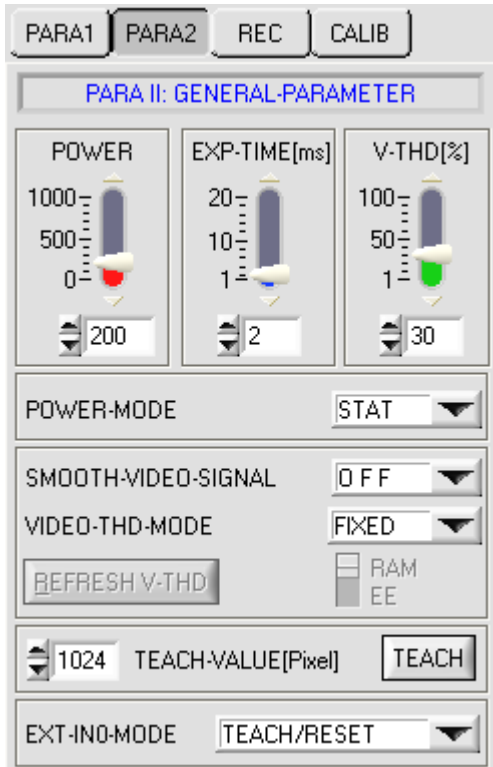 PARA1 PARA2 REC CALIB
PARA II: GENERAL-PARAMETER
POWER EXP-TIME[ms] V-THD[%]
1000 20 100
500 10 50
0 1 1
200 2 30
POWER-MODE STAT
SMOOTH-VIDEO-SIGNAL O F F
VIDEO-THD-MODE FIXED
REFRESH V-THD RAM
EE
1024 TEACH-VALUE[Pixel] TEACH
EXT-IN0-MODE TEACH/RESET